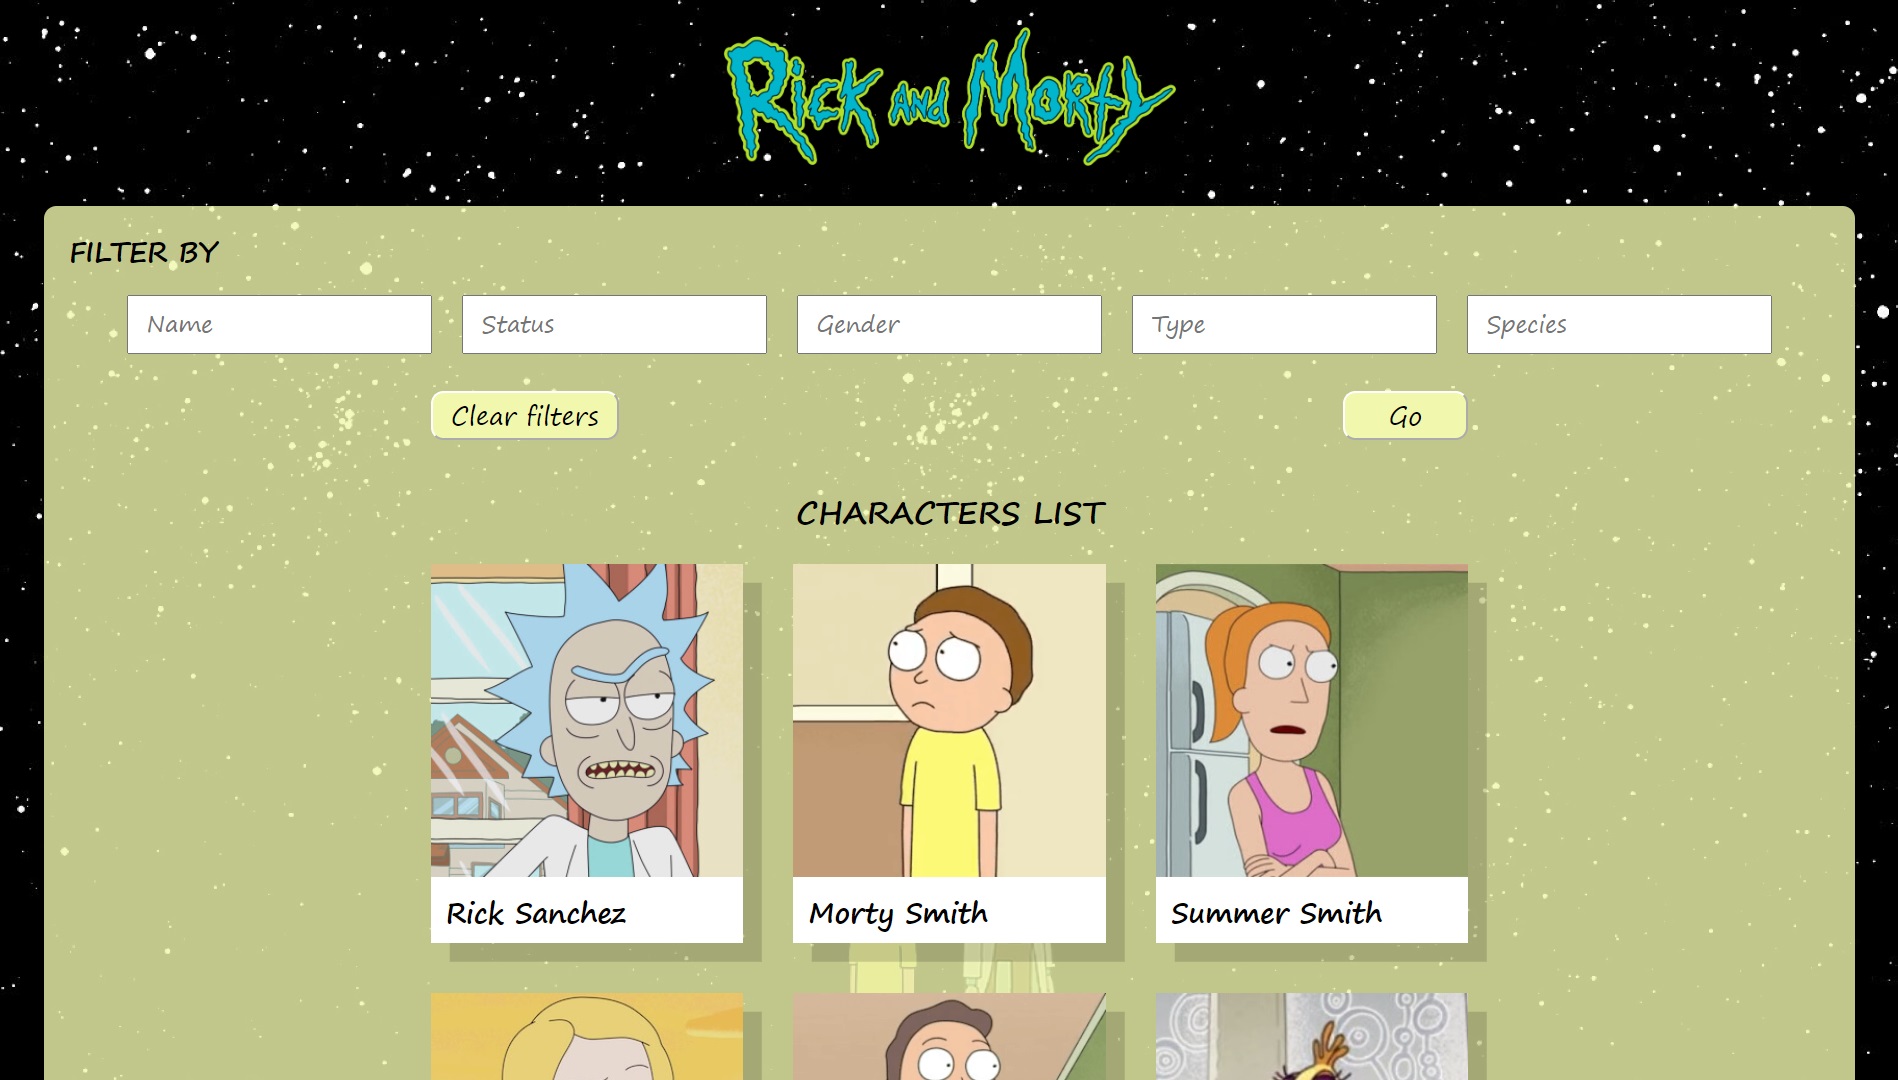 Rick and Morty
FILTER BY
Name Status Gender Type Species
Clear filters Go
CHARACTERS LIST
Rick Sanchez Morty Smith Summer Smith